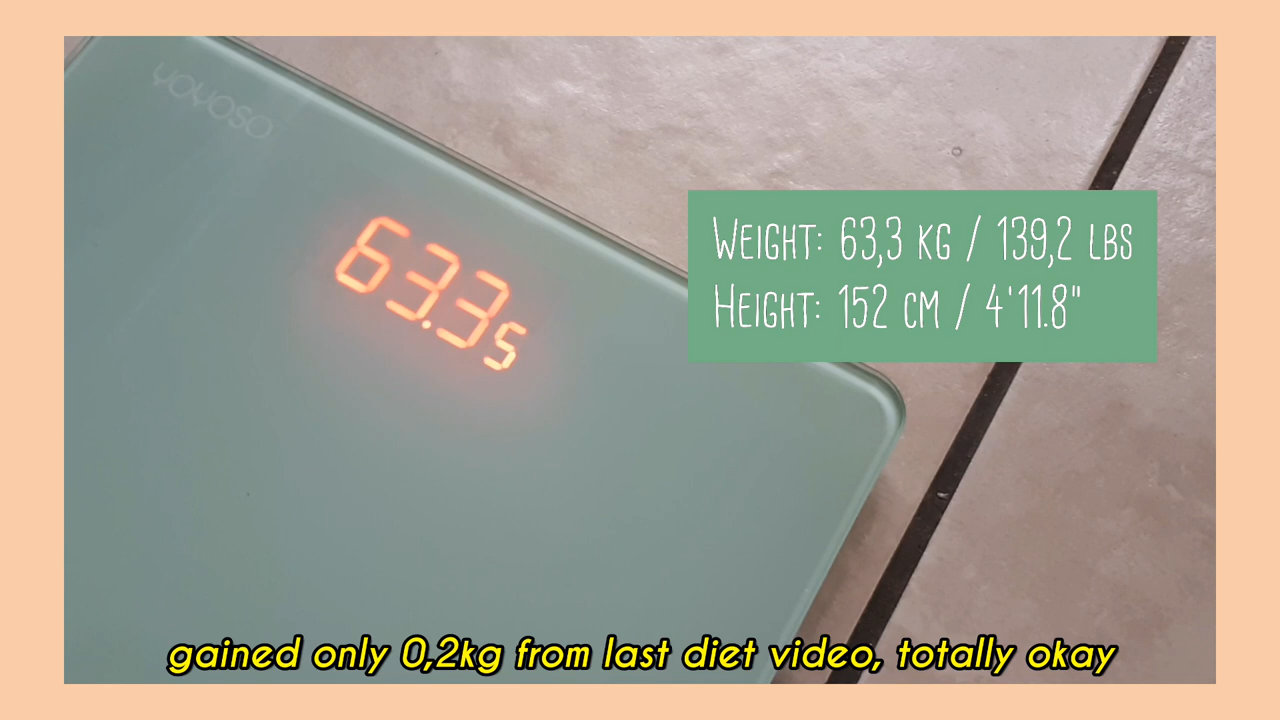 YOYOSO
63.35
Weight: 63,3 kg / 139,2 lbs
Height: 152 cm / 4'11.8"
gained only 0,2kg from last diet video, totally okay